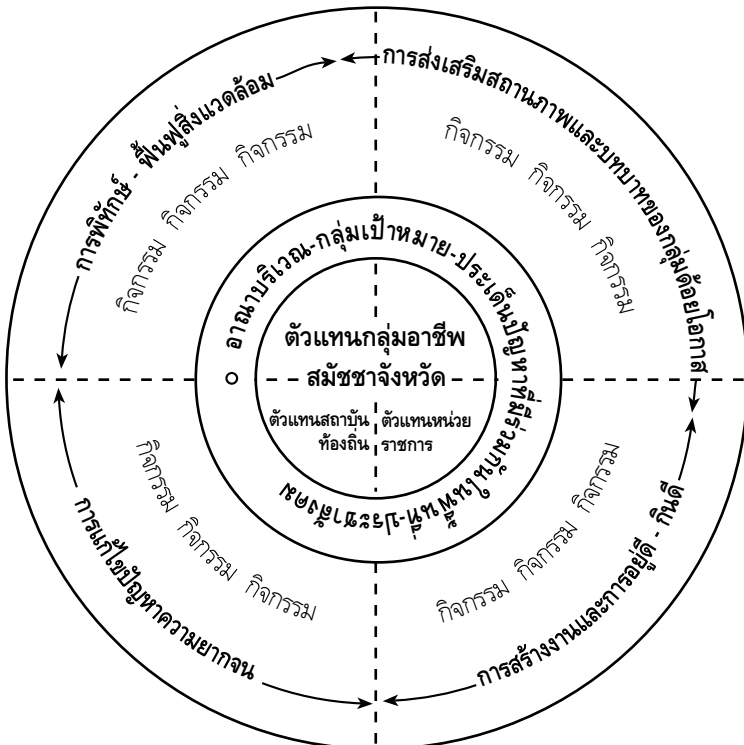 การส่งเสริมสถานภาพและบทบาทของกลุ่มด้อยโอกาส
กิจกรรม กิจกรรม กิจกรรม
การสร้างงานและการอยู่ดี - กินดี
กิจกรรม กิจกรรม กิจกรรม
การแก้ไขปัญหาความยากจน
กิจกรรม กิจกรรม กิจกรรม
การพิทักษ์ - ฟื้นฟูสิ่งแวดล้อม
กิจกรรม กิจกรรม กิจกรรม
อาณาบริเวณ-กลุ่มเป้าหมาย-ประเด็นปัญหาที่มีร่วมกันในพื้นที่-ประชาสังคม
ตัวแทนกลุ่มอาชีพ
สมัชชาจังหวัด
ตัวแทนสถาบัน
ท้องถิ่น
ตัวแทนหน่วย
ราชการ